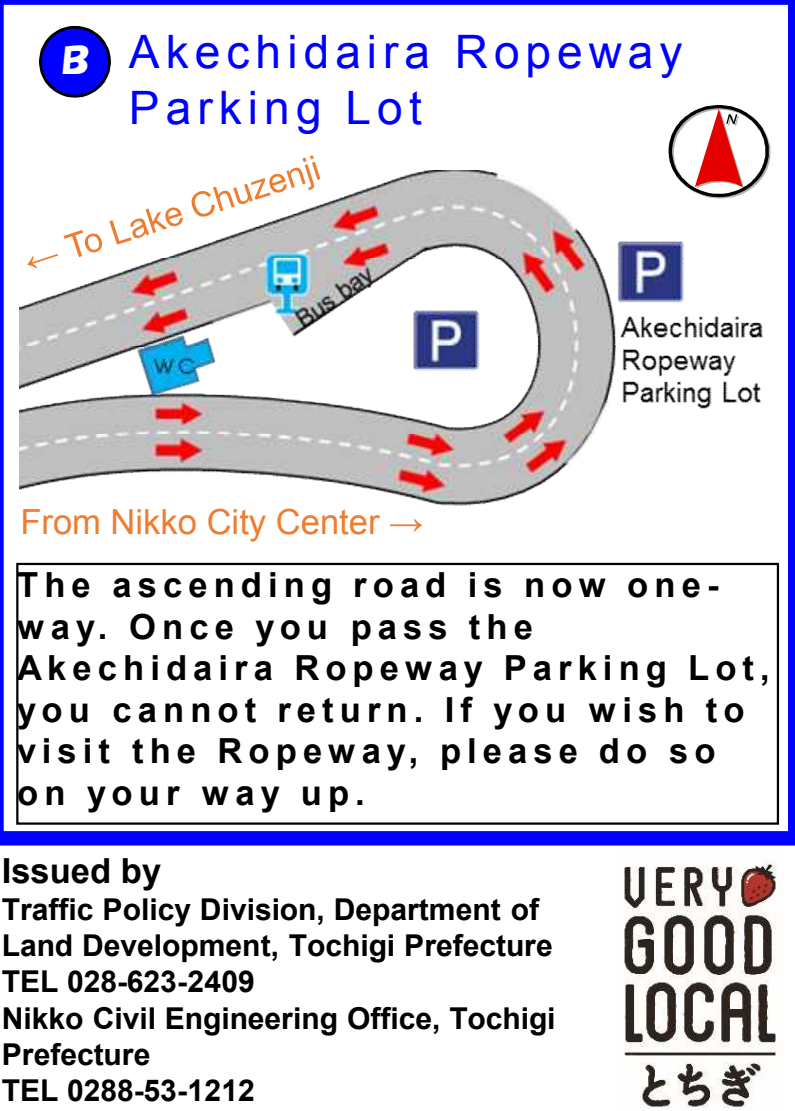 B
Akechidaira Ropeway
Parking Lot
N
← To Lake Chuzenji
Bus bay
P
P
Akechidaira
Ropeway
Parking Lot
WC
From Nikko City Center →
The ascending road is now one-
way. Once you pass the
Akechidaira Ropeway Parking Lot,
you cannot return. If you wish to
visit the Ropeway, please do so
on your way up.
Issued by
Traffic Policy Division, Department of
Land Development, Tochigi Prefecture
TEL 028-623-2409
Nikko Civil Engineering Office, Tochigi
Prefecture
TEL 0288-53-1212
VERY
GOOD
LOCAL
とちぎ